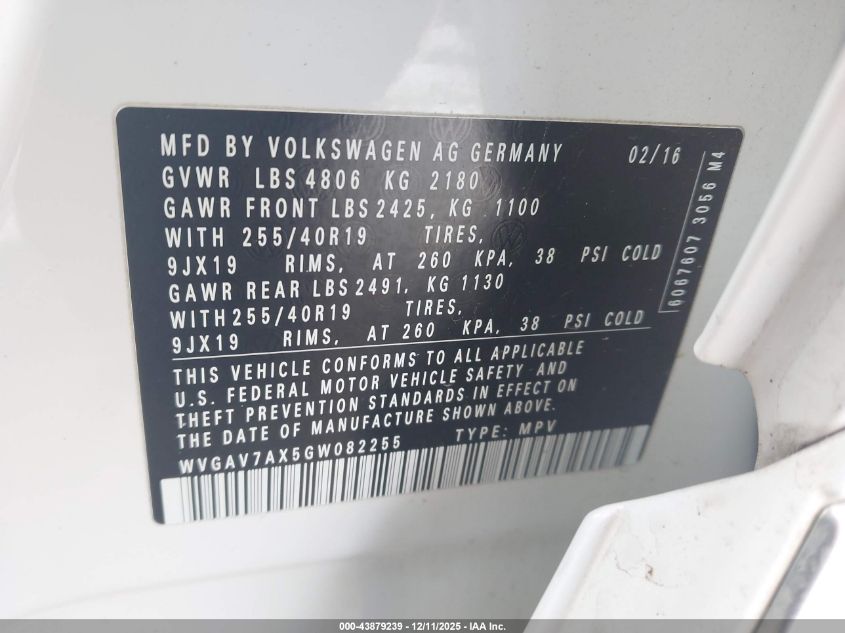 MFD BY VOLKSWAGEN AG GERMANY 02/16
GVWR LBS 4806 KG 2180
GAWR FRONT LBS 2425, KG 1100
WITH 255/40R19 TIRES,
9JX19 RIMS, AT 260 KPA, 38 PSI COLD
GAWR REAR LBS 2491, KG 1130
WITH 255/40R19 TIRES,
9JX19 RIMS, AT 260 KPA, 38 PSI COLD
THIS VEHICLE CONFORMS TO ALL APPLICABLE
U.S. FEDERAL MOTOR VEHICLE SAFETY AND
THEFT PREVENTION STANDARDS IN EFFECT ON
THE DATE OF MANUFACTURE SHOWN ABOVE.
WVGAV7AX5GW082255 TYPE: MPV
6067607 3056 M4
000-43879239 - 12/11/2025 - IAA Inc.